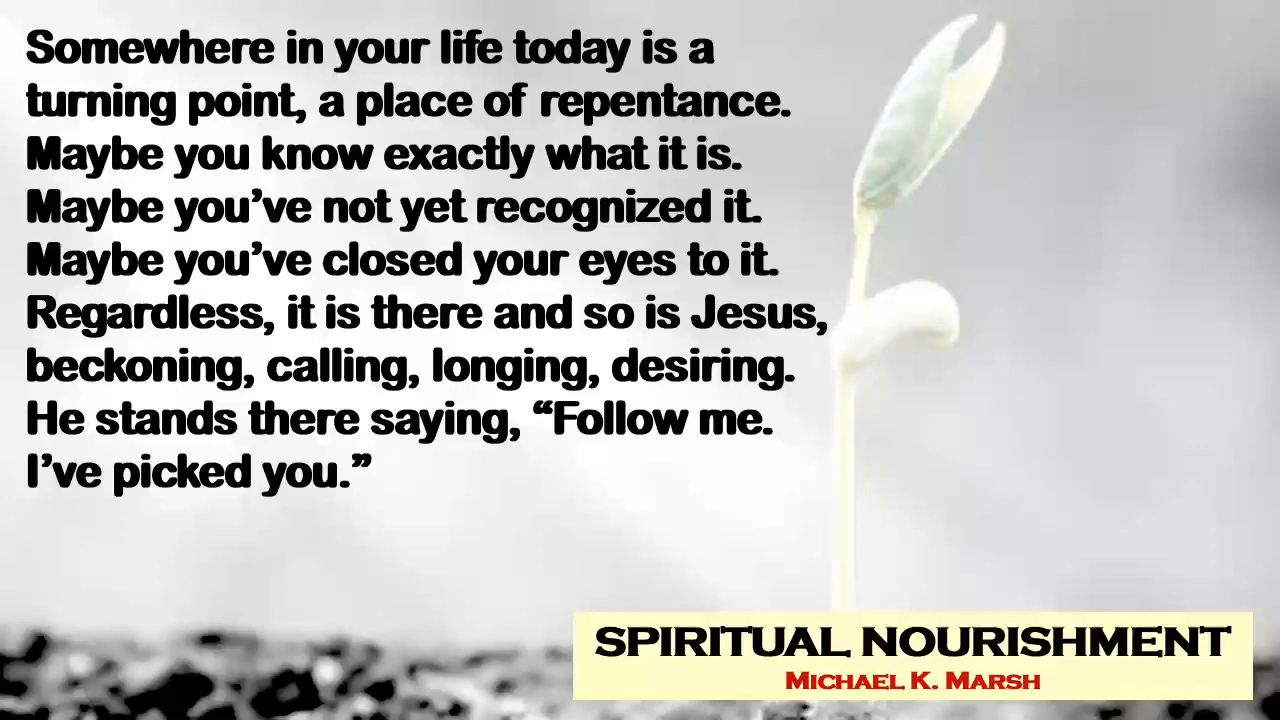 Somewhere in your life today is a
turning point, a place of repentance.
Maybe you know exactly what it is.
Maybe you’ve not yet recognized it.
Maybe you’ve closed your eyes to it.
Regardless, it is there and so is Jesus,
beckoning, calling, longing, desiring.
He stands there saying, “Follow me.
I’ve picked you.”
SPIRITUAL NOURISHMENT
Michael K. Marsh